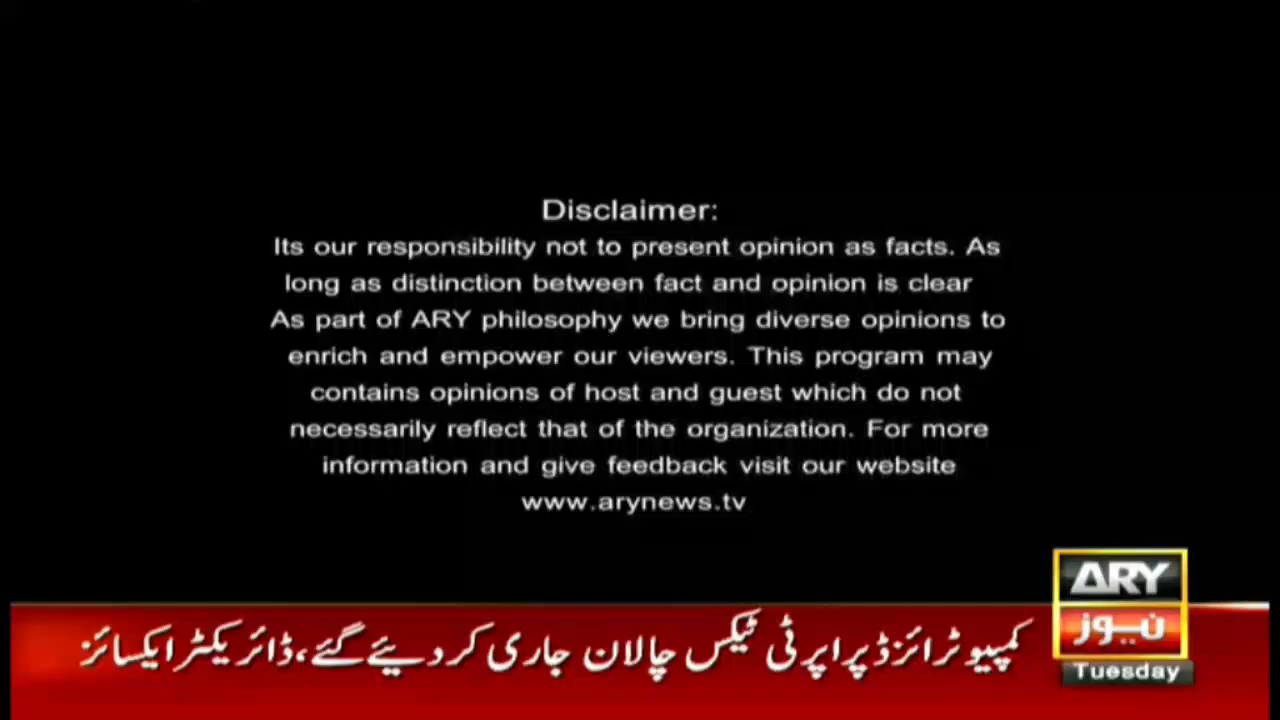 Disclaimer:
Its our responsibility not to present opinion as facts. As
long as distinction between fact and opinion is clear
As part of ARY philosophy we bring diverse opinions to
enrich and empower our viewers. This program may
contains opinions of host and guest which do not
necessarily reflect that of the organization. For more
information and give feedback visit our website
www.arynews.tv
ARY
نیوز
Tuesday
کمپیوٹرائزڈ پراپرٹی ٹیکس چالان جاری کردیئے گئے، ڈائریکٹر ایکسائز